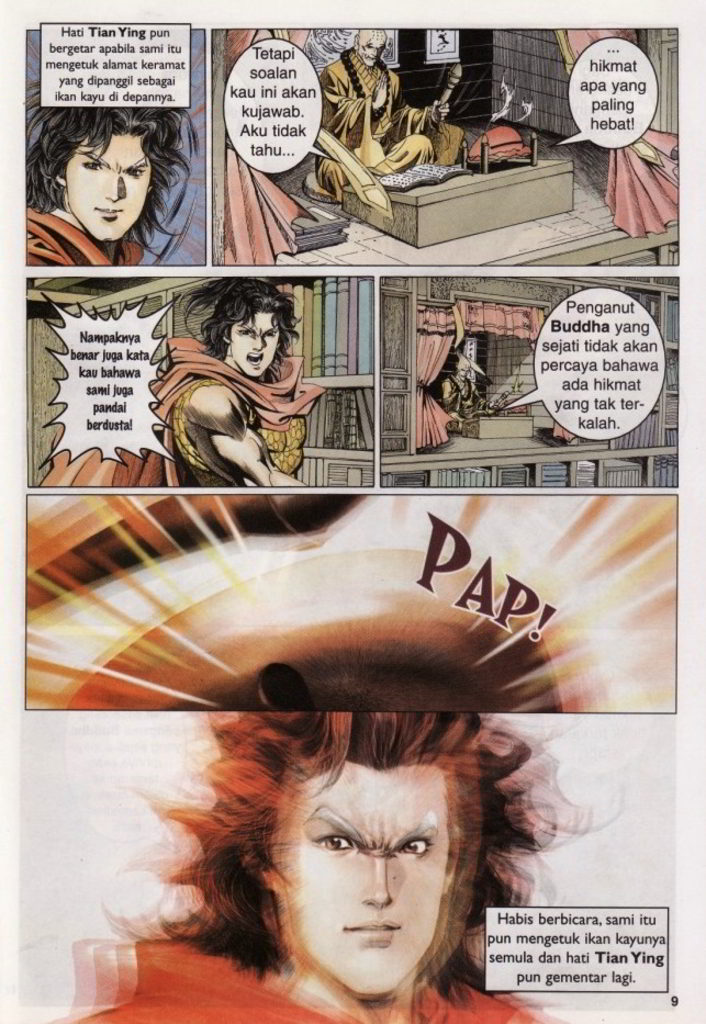 Hati Tian Ying pun
bergetar apabila sami itu
mengetuk alamat keramat
yang dipanggil sebagai
ikan kayu di depannya.
Tetapi
soalan
kau ini akan
kujawab.
Aku tidak
tahu...
...
hikmat
apa yang
paling
hebat!
Nampaknya
benar juga kata
kau bahawa
sami juga
pandai
berdusta!
Penganut
Buddha yang
sejati tidak akan
percaya bahawa
ada hikmat
yang tak ter-
kalah.
PAP!
Habis berbicara, sami itu
pun mengetuk ikan kayunya
semula dan hati Tian Ying
pun gementar lagi.
9